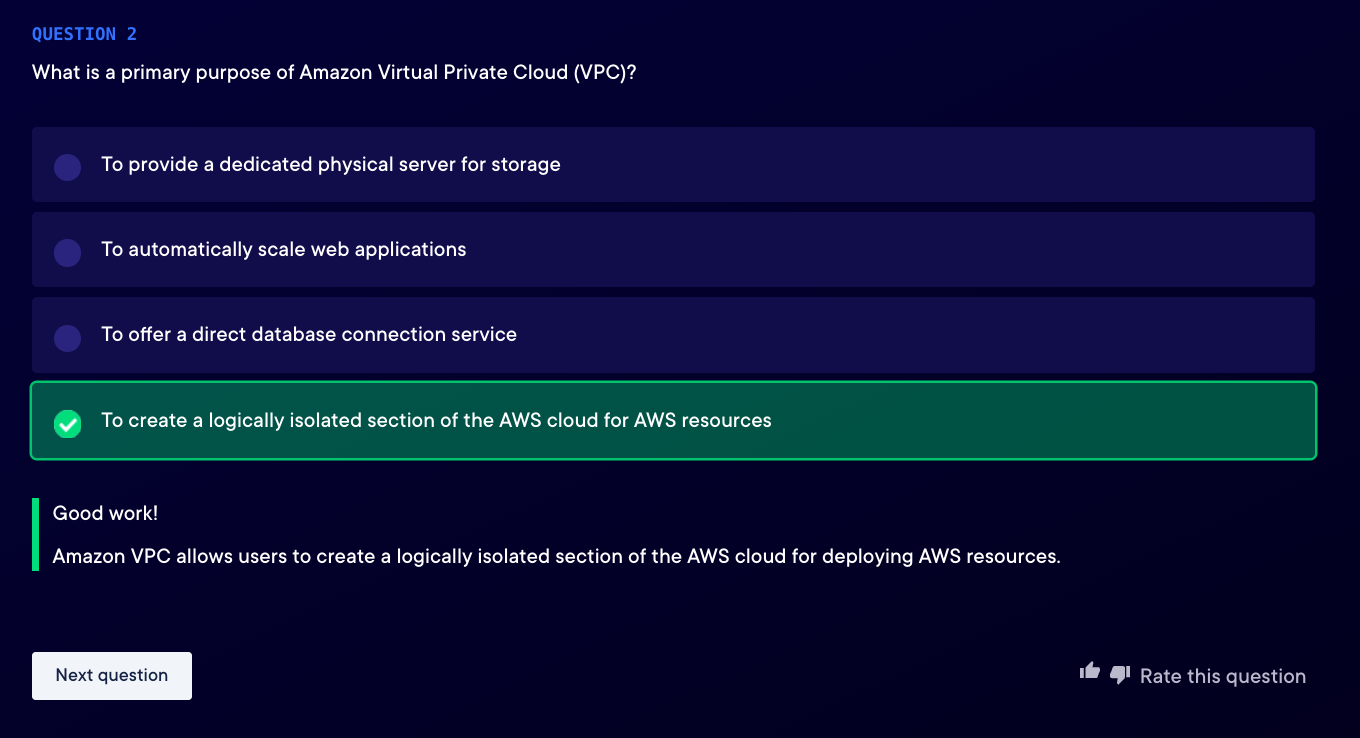 QUESTION 2
What is a primary purpose of Amazon Virtual Private Cloud (VPC)?
To provide a dedicated physical server for storage
To automatically scale web applications
To offer a direct database connection service
To create a logically isolated section of the AWS cloud for AWS resources
Good work!
Amazon VPC allows users to create a logically isolated section of the AWS cloud for deploying AWS resources.
Next question
Rate this question